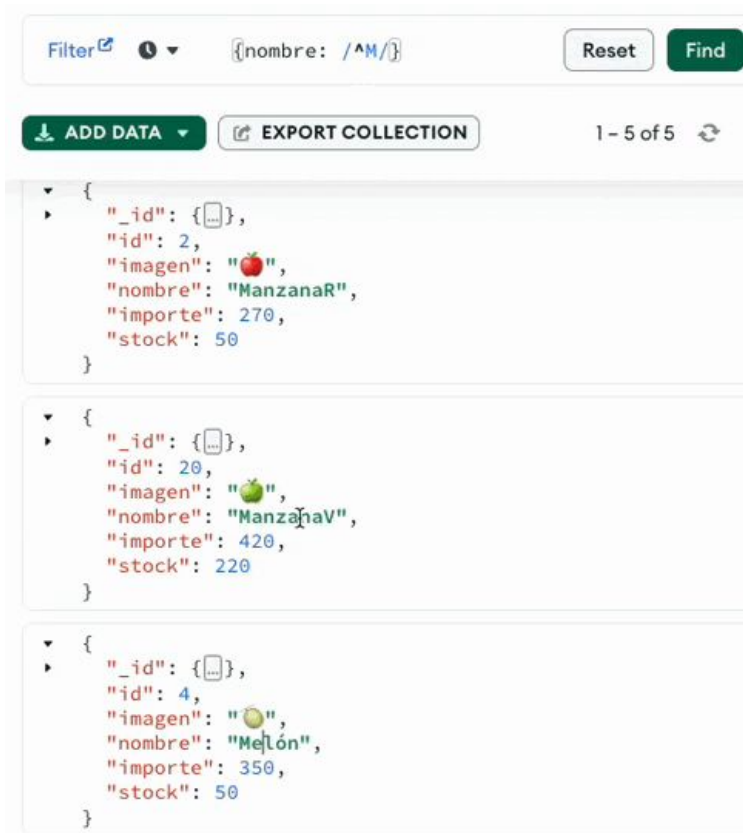 Filter {nombre: /^M/} Reset Find
ADD DATA EXPORT COLLECTION 1 – 5 of 5
{
"_id": {...},
"id": 2,
"imagen": "🍎",
"nombre": "ManzanaR",
"importe": 270,
"stock": 50
}
{
"_id": {...},
"id": 20,
"imagen": "🍏",
"nombre": "ManzanaV",
"importe": 420,
"stock": 220
}
{
"_id": {...},
"id": 4,
"imagen": "🍈",
"nombre": "Melón",
"importe": 350,
"stock": 50
}